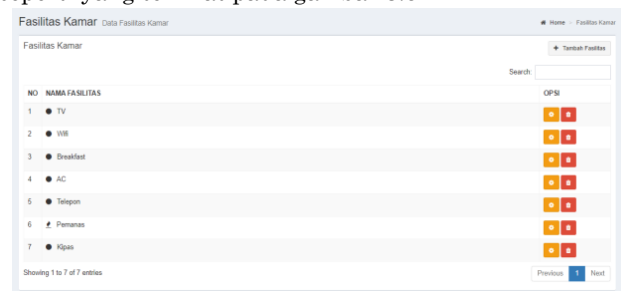 Fasilitas Kamar Data Fasilitas Kamar
Home > Fasilitas Kamar
Fasilitas Kamar
+ Tambah Fasilitas
Search:
NO NAMA FASILITAS OPSI
1 TV
2 Wifi
3 Breakfast
4 AC
5 Telepon
6 Pemanas
7 Kipas
Showing 1 to 7 of 7 entries
Previous 1 Next